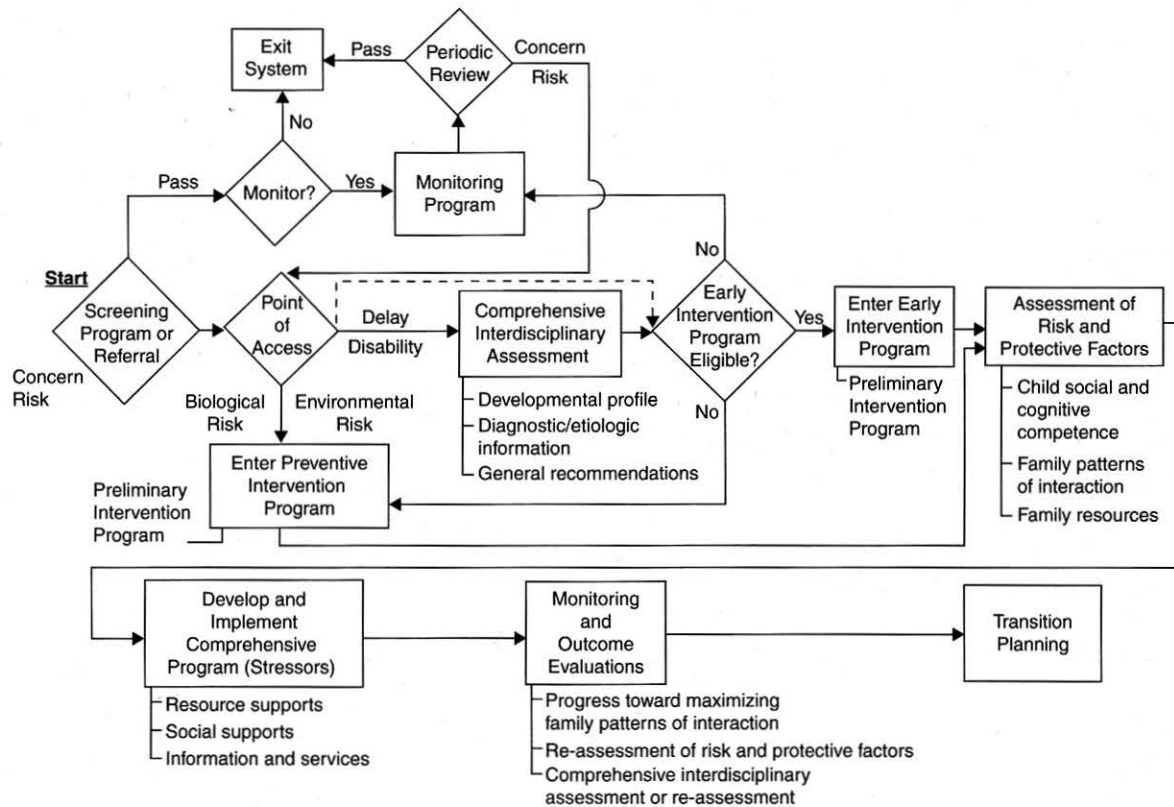 Exit
System
Pass
Periodic
Review
Concern
Risk
No
Pass
Monitor?
Yes
Monitoring
Program
Start
Screening
Program or
Referral
Concern
Risk
Point
of
Access
Delay
Disability
Comprehensive
Interdisciplinary
Assessment
Developmental profile
Diagnostic/etiologic
information
General recommendations
No
Early
Intervention
Program
Eligible?
Yes
No
Enter Early
Intervention
Program
Preliminary
Intervention
Program
Assessment of
Risk and
Protective Factors
Child social and
cognitive
competence
Family patterns
of interaction
Family resources
Biological
Risk
Environmental
Risk
Enter Preventive
Intervention
Program
Preliminary
Intervention
Program
Develop and
Implement
Comprehensive
Program (Stressors)
Resource supports
Social supports
Information and services
Monitoring
and
Outcome
Evaluations
Progress toward maximizing
family patterns of interaction
Re-assessment of risk and protective factors
Comprehensive interdisciplinary
assessment or re-assessment
Transition
Planning